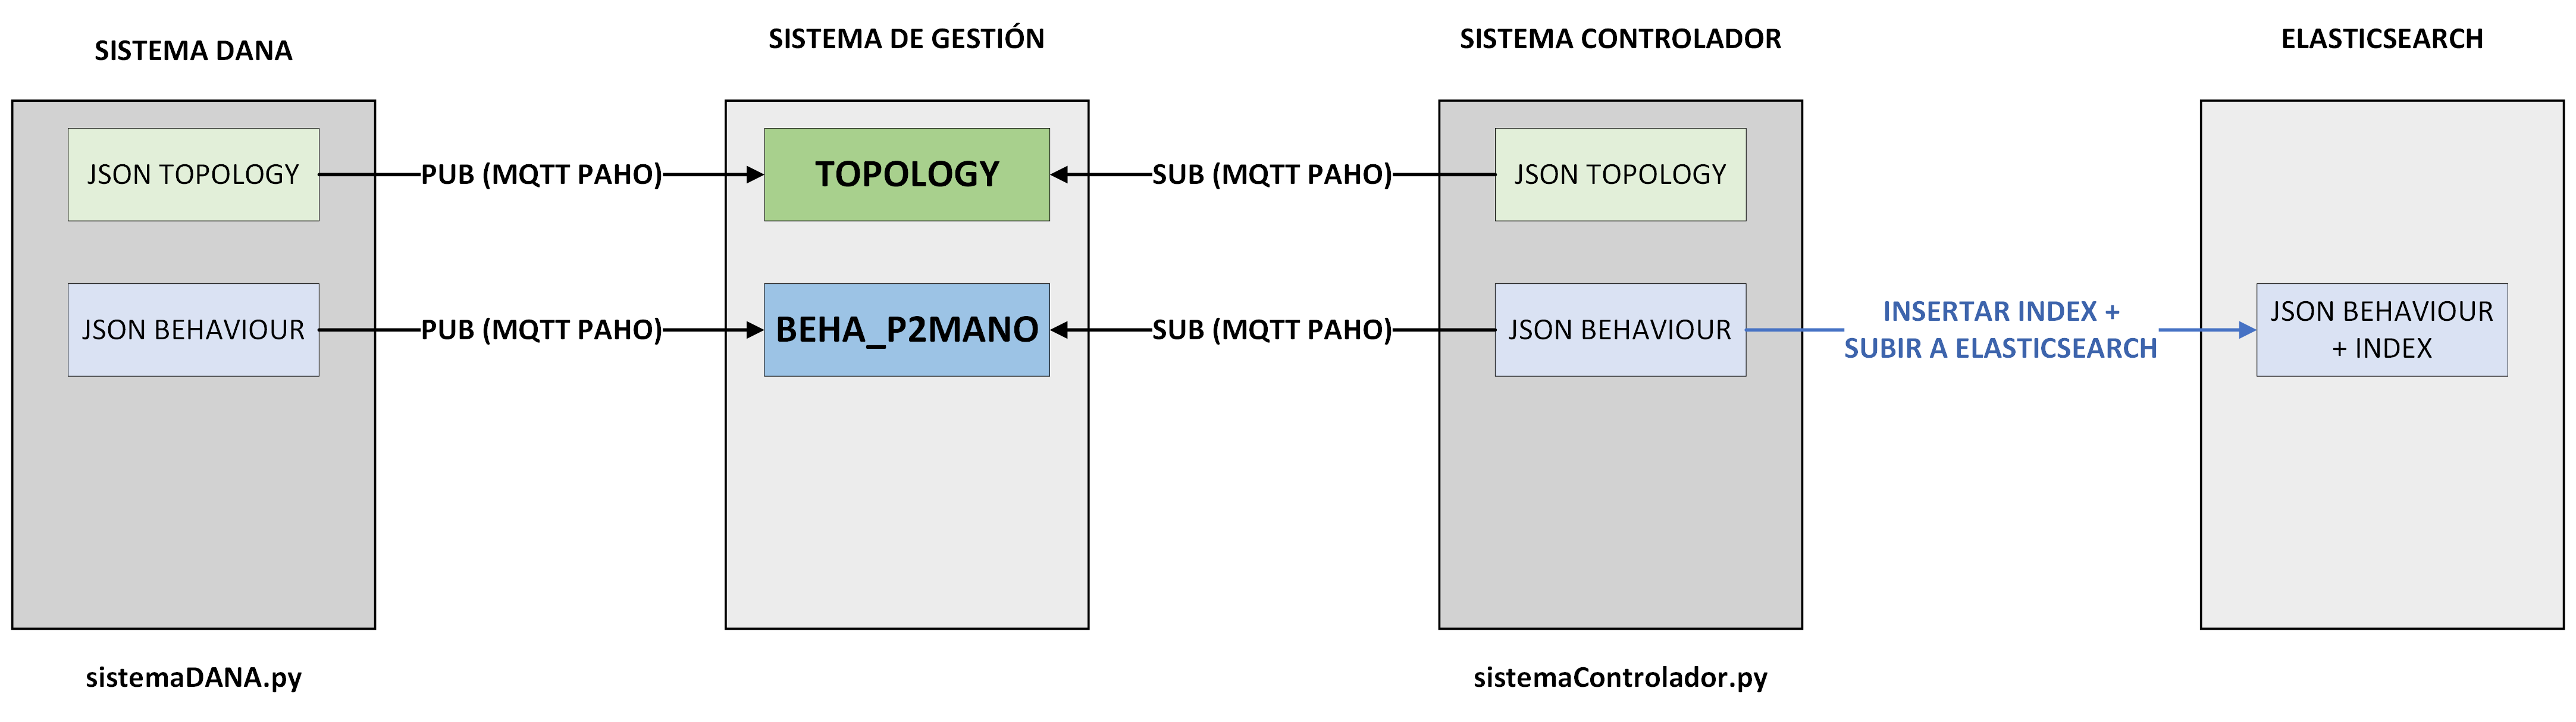 SISTEMA DANA
SISTEMA DE GESTIÓN
SISTEMA CONTROLADOR
ELASTICSEARCH
JSON TOPOLOGY
PUB (MQTT PAHO)
TOPOLOGY
SUB (MQTT PAHO)
JSON TOPOLOGY
JSON BEHAVIOUR
PUB (MQTT PAHO)
BEHA_P2MANO
SUB (MQTT PAHO)
JSON BEHAVIOUR
INSERTAR INDEX +
SUBIR A ELASTICSEARCH
JSON BEHAVIOUR
+ INDEX
sistemaDANA.py
sistemaControlador.py